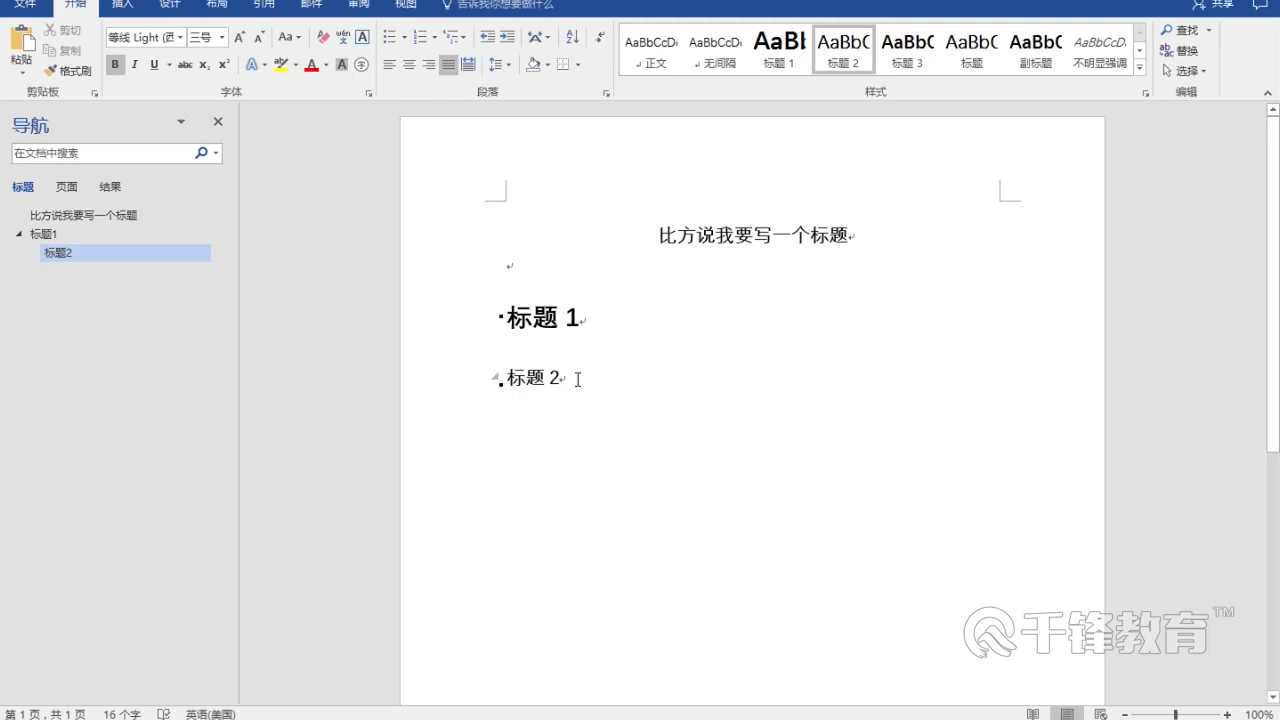 文件 开始 插入 设计 布局 引用 邮件 审阅 视图 告诉我你想要做什么 共享
剪切
复制
粘贴 格式刷
等线 Light (西 三号
AaBbCcDc AaBbCcDc AaBl AaBbC AaBbC AaBbC AaBbC AaBbCcD.
正文 无间隔 标题 1 标题 2 标题 3 标题 副标题 不明显强调
查找
替换
选择
剪贴板 字体 段落 样式 编辑
导航
在文档中搜索
标题 页面 结果
比方说我要写一个标题
标题1
标题2
比方说我要写一个标题
标题 1
标题 2
千锋教育 TM
第 1 页，共 1 页 16 个字 英语(美国) 100%